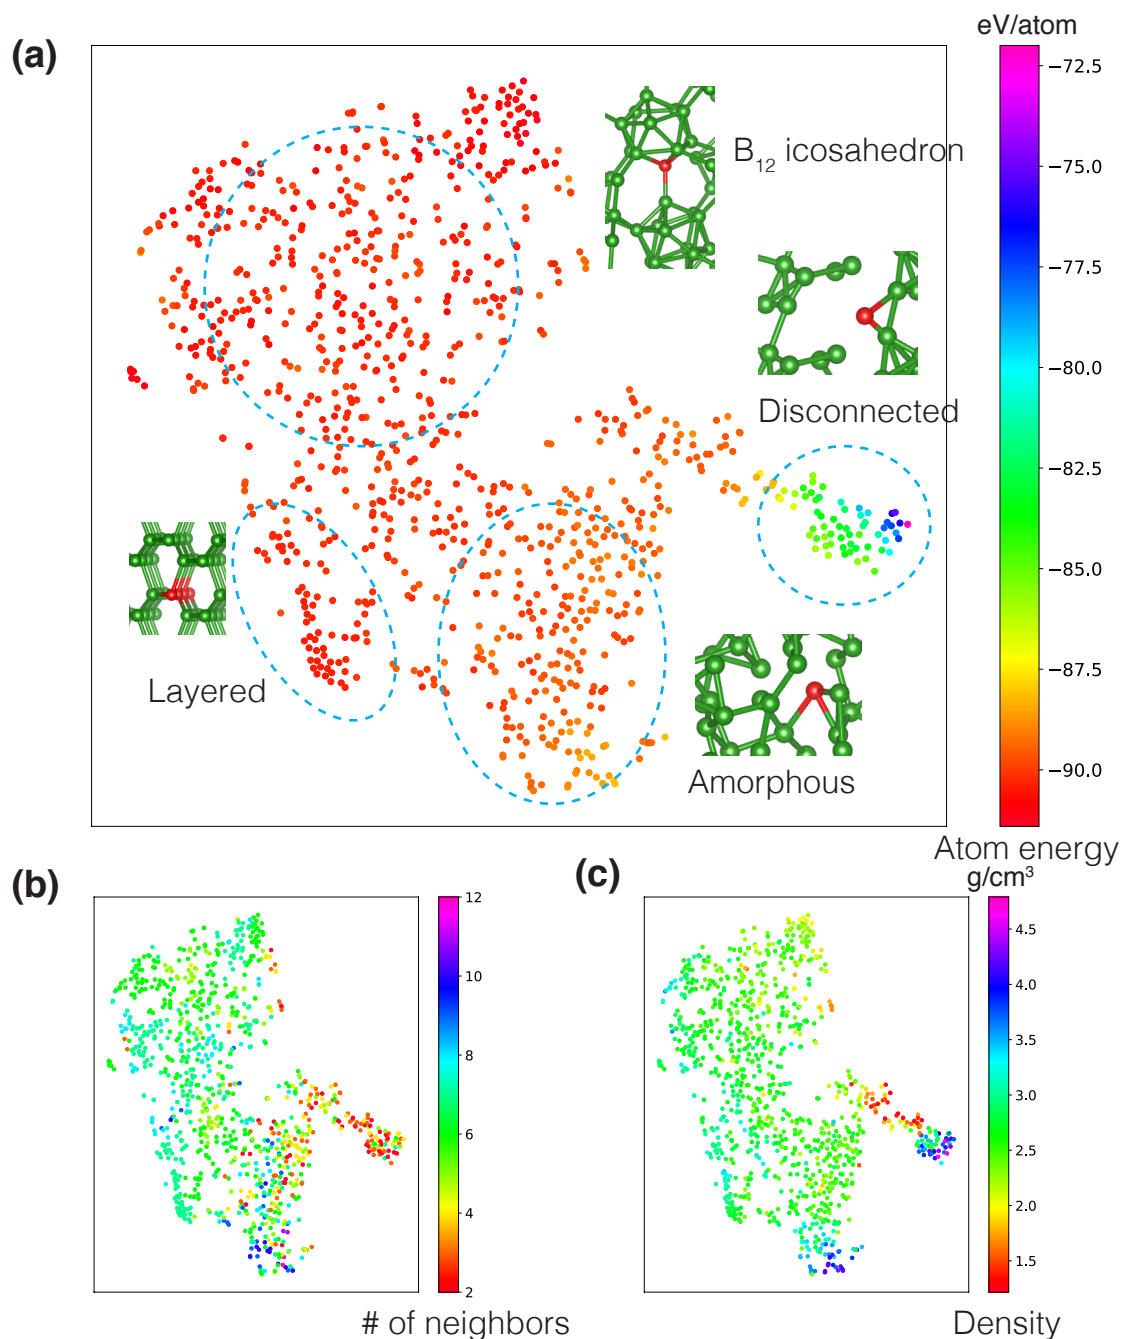 (a)
eV/atom
B12 icosahedron
Disconnected
Layered
Amorphous
−72.5
−75.0
−77.5
−80.0
−82.5
−85.0
−87.5
−90.0
Atom energy
(b)
12
10
8
6
4
2
# of neighbors
(c)
g/cm³
4.5
4.0
3.5
3.0
2.5
2.0
1.5
Density